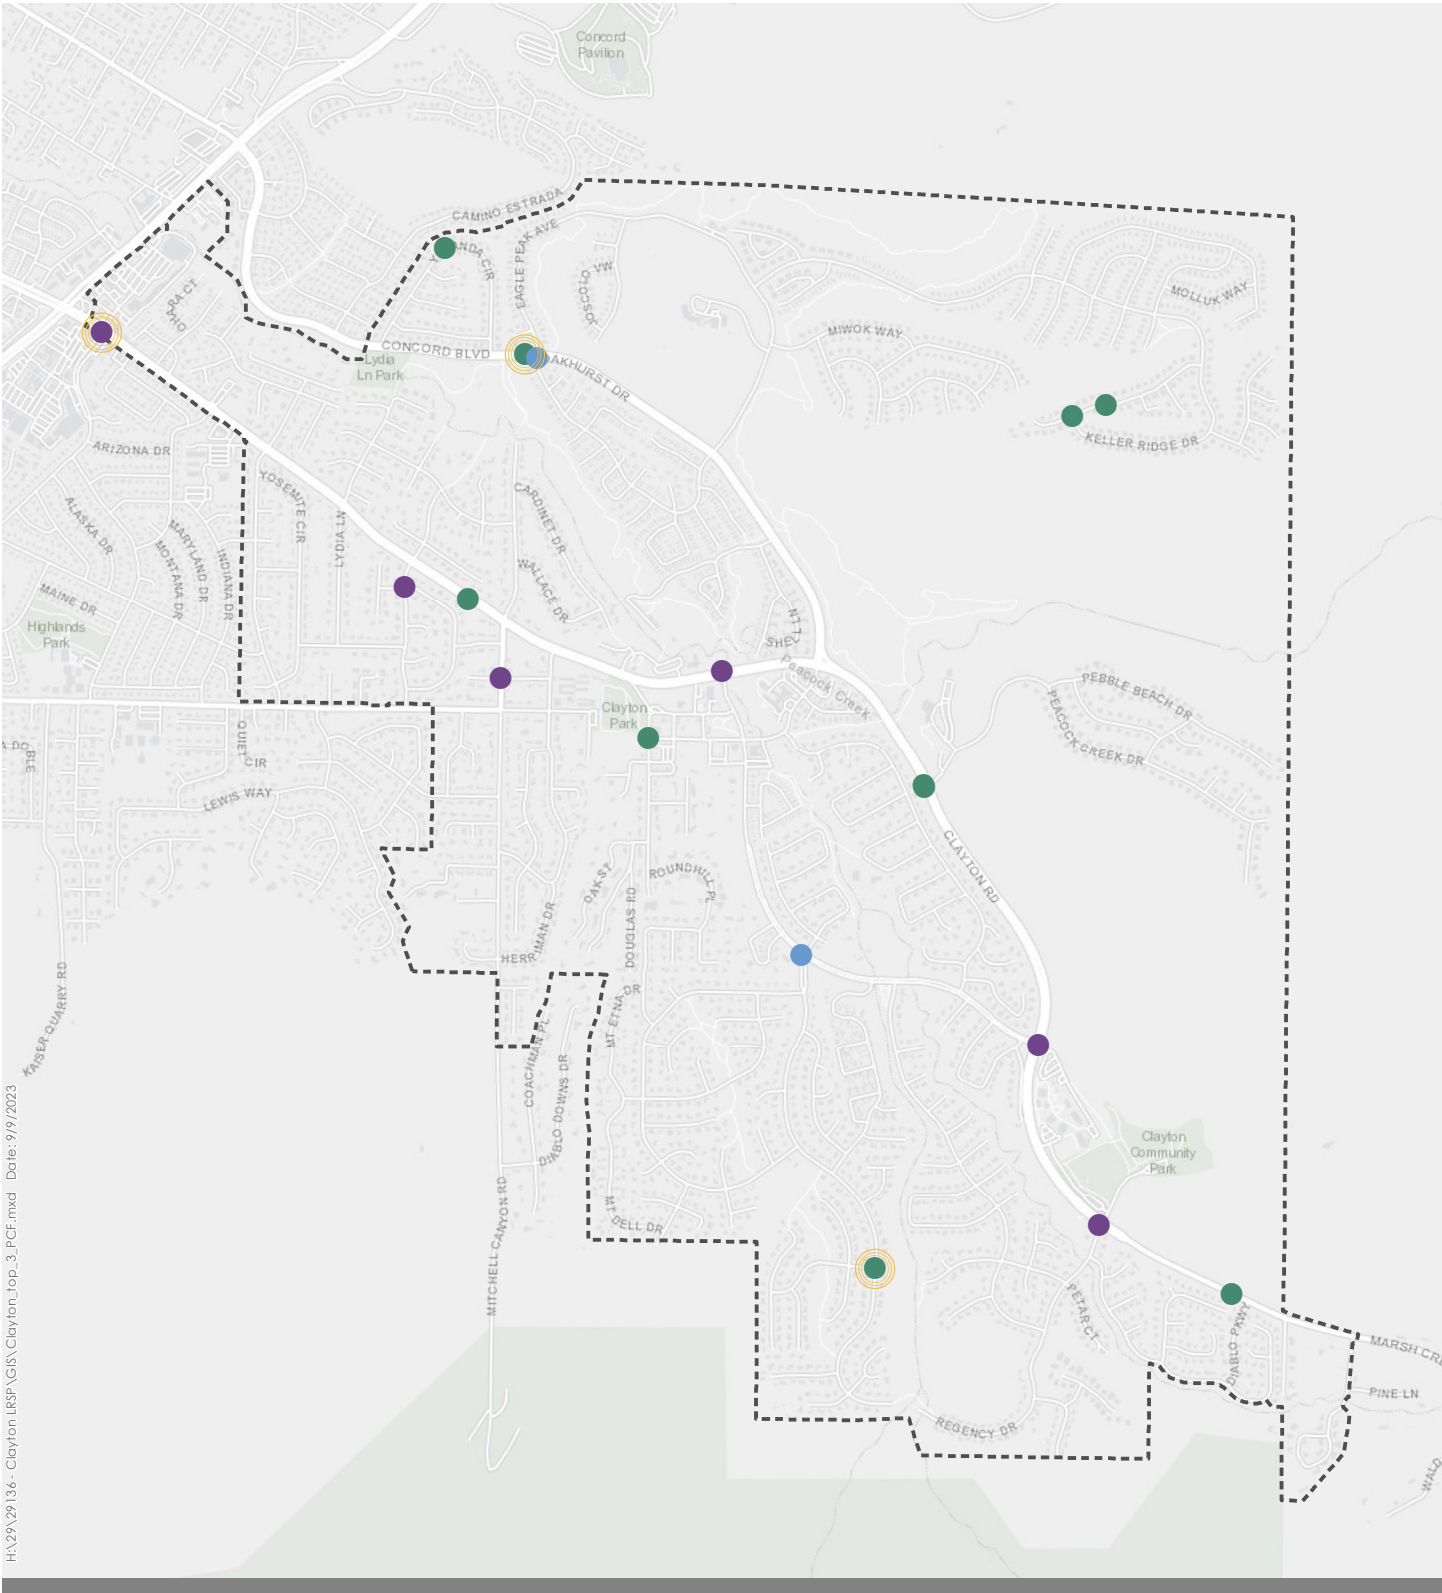 Concord
Pavilion
CAMINO ESTRADA
EAGLE PEAK AVE
MOLLUK WAY
MIWOK WAY
CONCORD BLVD
Lydia
Ln Park
KELLER RIDGE DR
ARIZONA DR
YOSEMITE CIR
LYDIA LN
CARDINET DR
WALLACE DR
ALASKA DR
MARYLAND DR
MONTANA DR
INDIANA DR
MAINE DR
Highlands
Park
SHELL LN
Peacock Creek
PEBBLE BEACH DR
PEACOCK CREEK DR
Clayton
Park
QUIET CIR
LEWIS WAY
CLAYTON RD
OAK ST
ROUNDHILL PL
DOUGLAS RD
HERRIMAN DR
KAISER QUARRY RD
MT ETNA DR
COACHMAN PL
DIABLO DOWNS DR
Clayton
Community
Park
MT DELL DR
MITCHELL CANYON RD
PETAR CT
DIABLO PKWY
MARSH CRE
PINE LN
REGENCY DR
WALD
H:\29\29136 - Clayton LRSP\GIS\Clayton_top_3_PCF.mxd Date: 9/9/2023